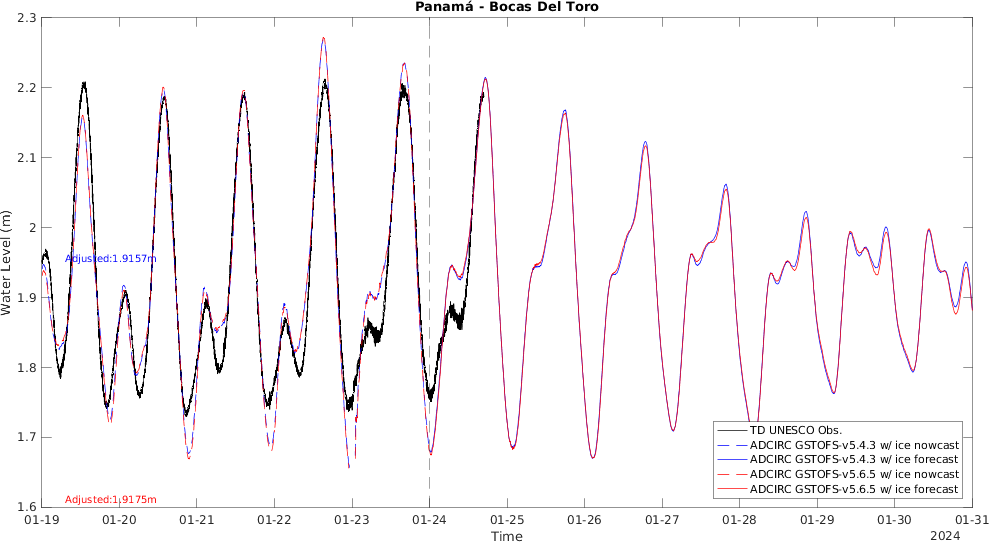 Panamá - Bocas Del Toro
2.3
2.2
2.1
2
1.9
1.8
1.7
1.6
Water Level (m)
Adjusted:1.9157m
Adjusted:1.9175m
TD UNESCO Obs.
ADCIRC GSTOFS-v5.4.3 w/ ice nowcast
ADCIRC GSTOFS-v5.4.3 w/ ice forecast
ADCIRC GSTOFS-v5.6.5 w/ ice nowcast
ADCIRC GSTOFS-v5.6.5 w/ ice forecast
01-19 01-20 01-21 01-22 01-23 01-24 01-25 01-26 01-27 01-28 01-29 01-30 01-31
Time
2024